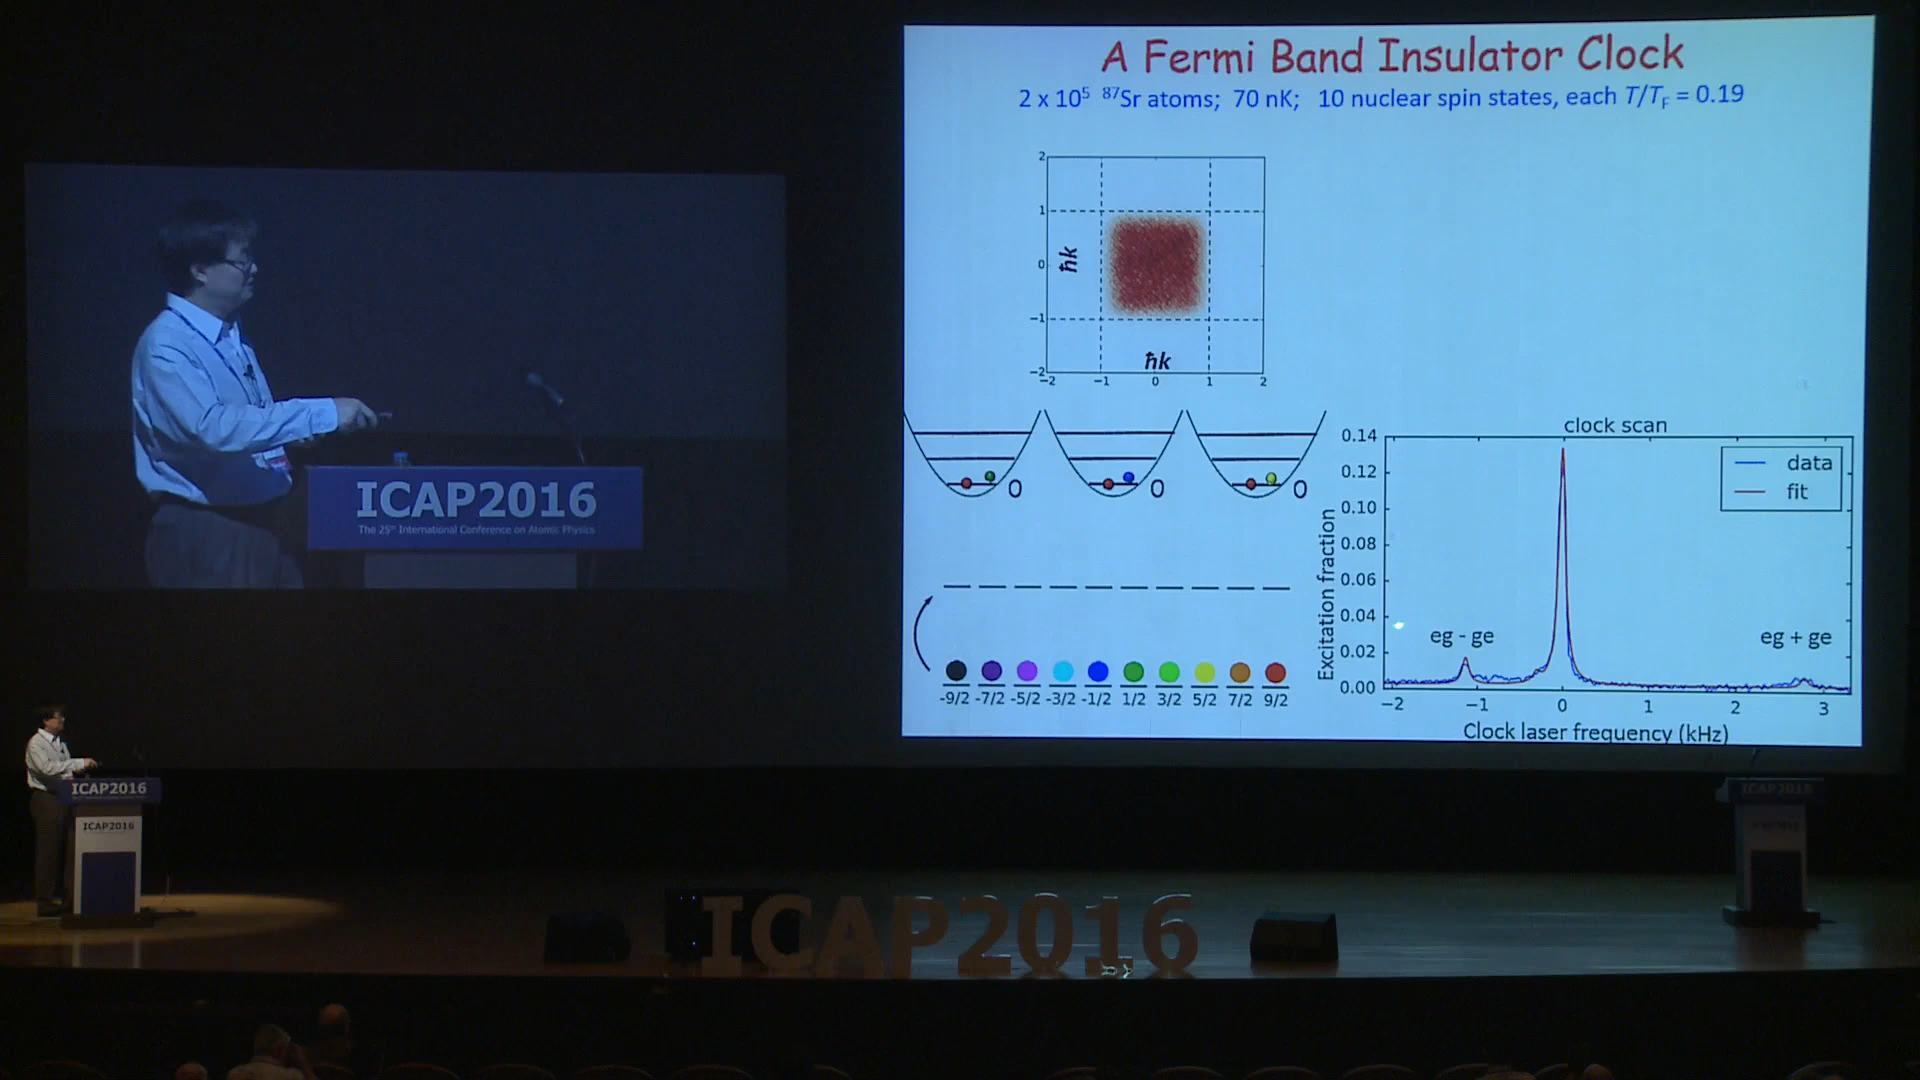 A Fermi Band Insulator Clock
2 x 10⁵ ⁸⁷Sr atoms; 70 nK; 10 nuclear spin states, each T/T_F = 0.19
2
1
0
−1
−2
ħk
ħk
−2 −1 0 1 2
0 0 0
-9/2 -7/2 -5/2 -3/2 -1/2 1/2 3/2 5/2 7/2 9/2
clock scan
0.14
0.12
0.10
0.08
0.06
0.04
0.02
0.00
Excitation fraction
data
fit
eg - ge
eg + ge
−2 −1 0 1 2 3
Clock laser frequency (kHz)
ICAP2016
The 25th International Conference on Atomic Physics
ICAP2016
ICAP2016
ICAP2016
ICAP2016